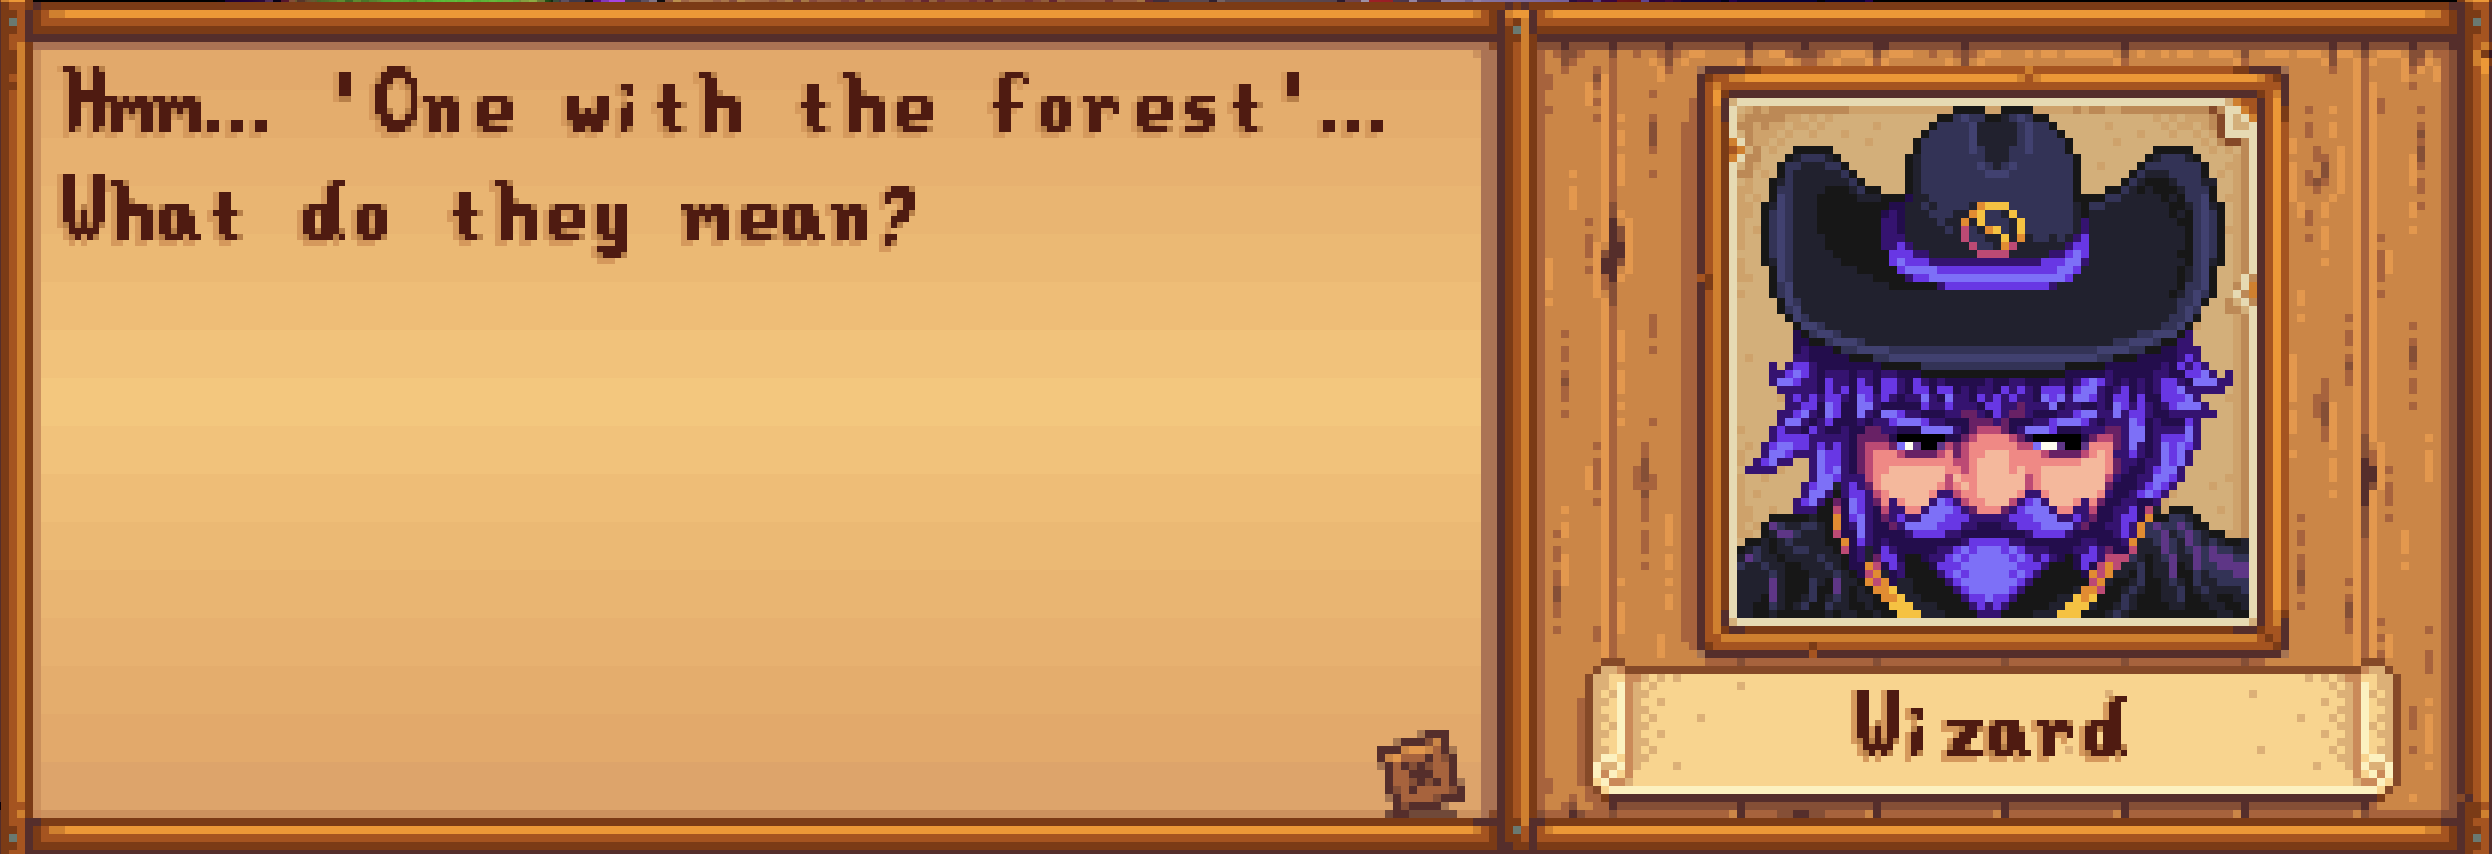 Hmm... 'One with the forest'...
What do they mean?
Wizard